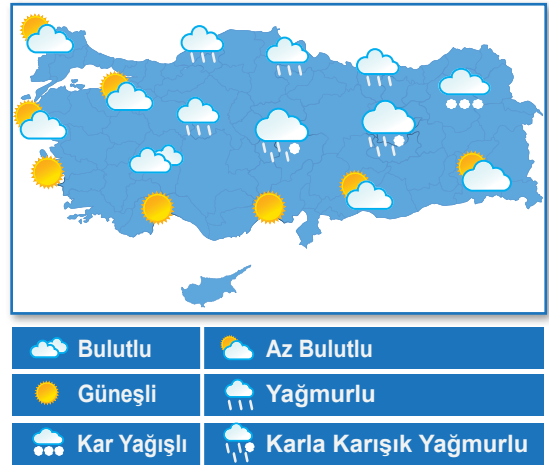 Bulutlu
Az Bulutlu
Güneşli
Yağmurlu
Kar Yağışlı
Karla Karışık Yağmurlu